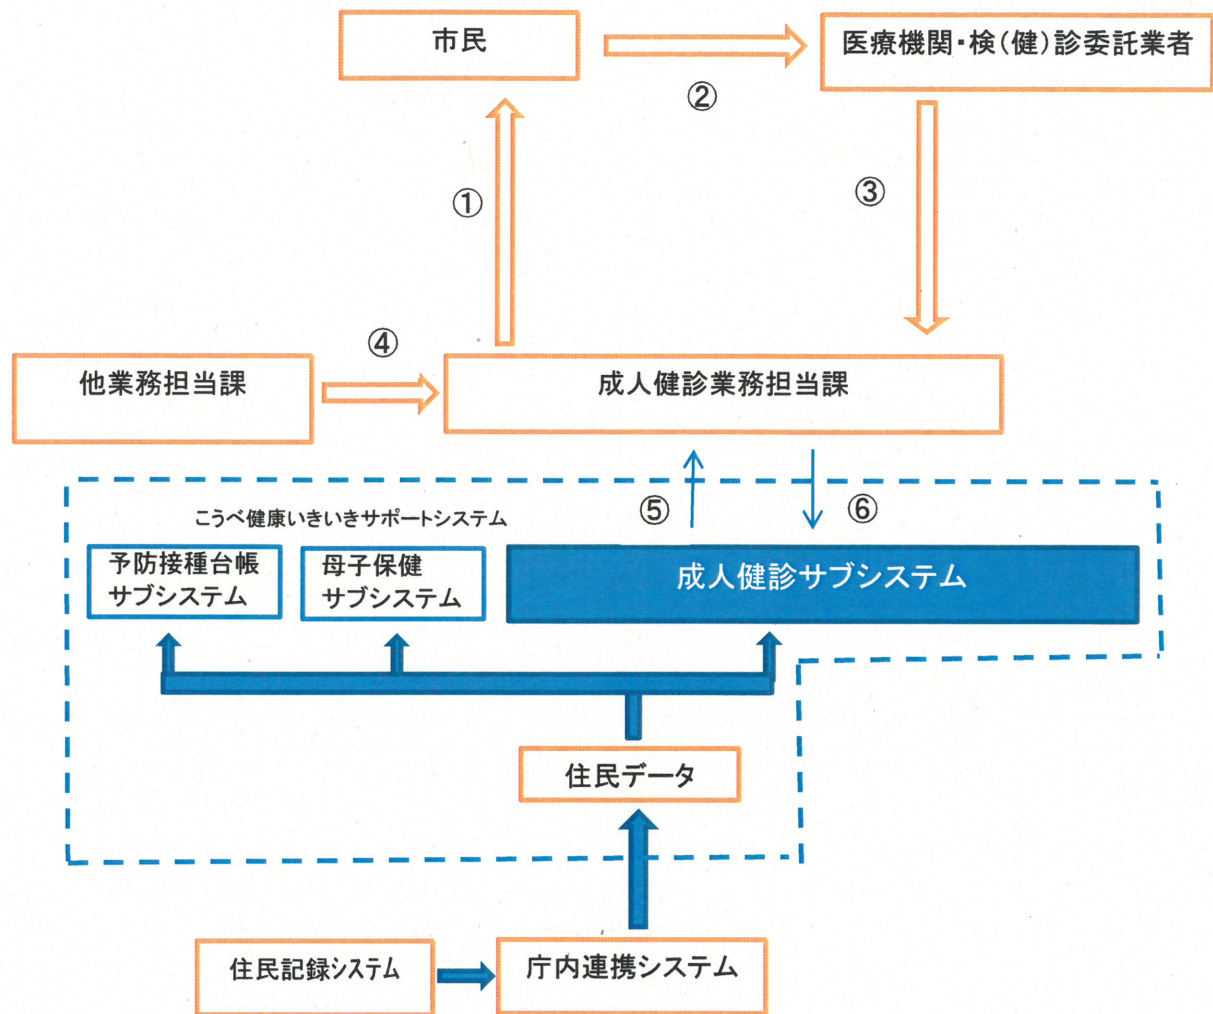 市民
医療機関・検(健)診委託業者
②
①
③
④
他業務担当課
成人健診業務担当課
⑤
⑥
こうべ健康いきいきサポートシステム
予防接種台帳
サブシステム
母子保健
サブシステム
成人健診サブシステム
住民データ
住民記録システム
庁内連携システム